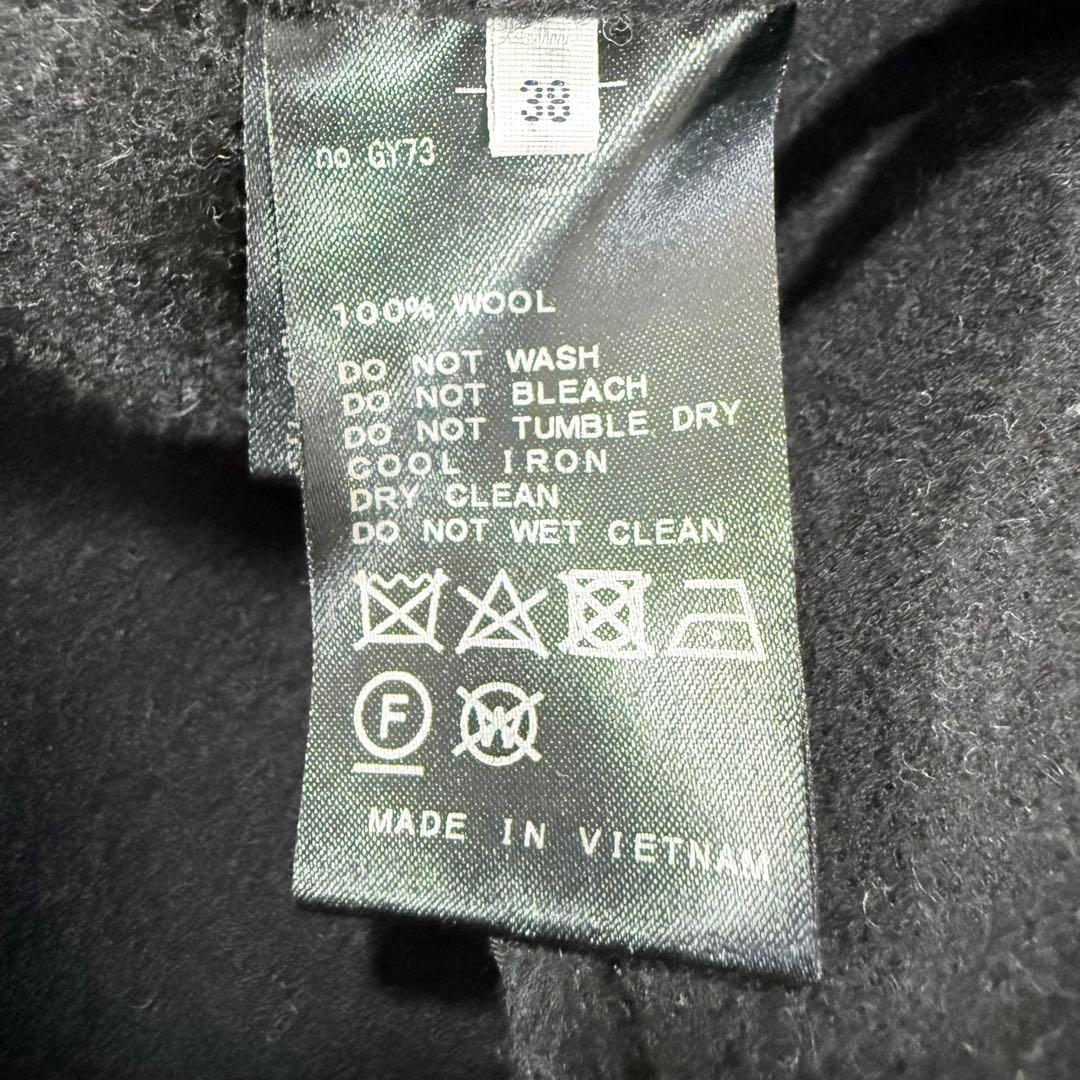 38
no.GY73
100% WOOL
DO NOT WASH
DO NOT BLEACH
DO NOT TUMBLE DRY
COOL IRON
DRY CLEAN
DO NOT WET CLEAN
F
W
MADE IN VIETNAM